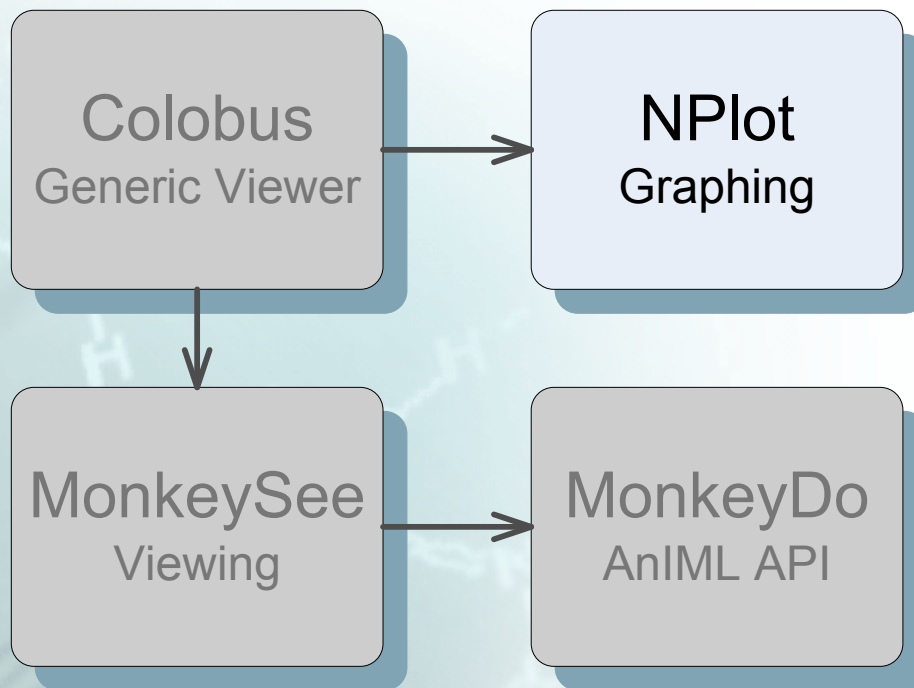 Colobus
Generic Viewer
NPlot
Graphing
MonkeySee
Viewing
MonkeyDo
AnIML API
H
H